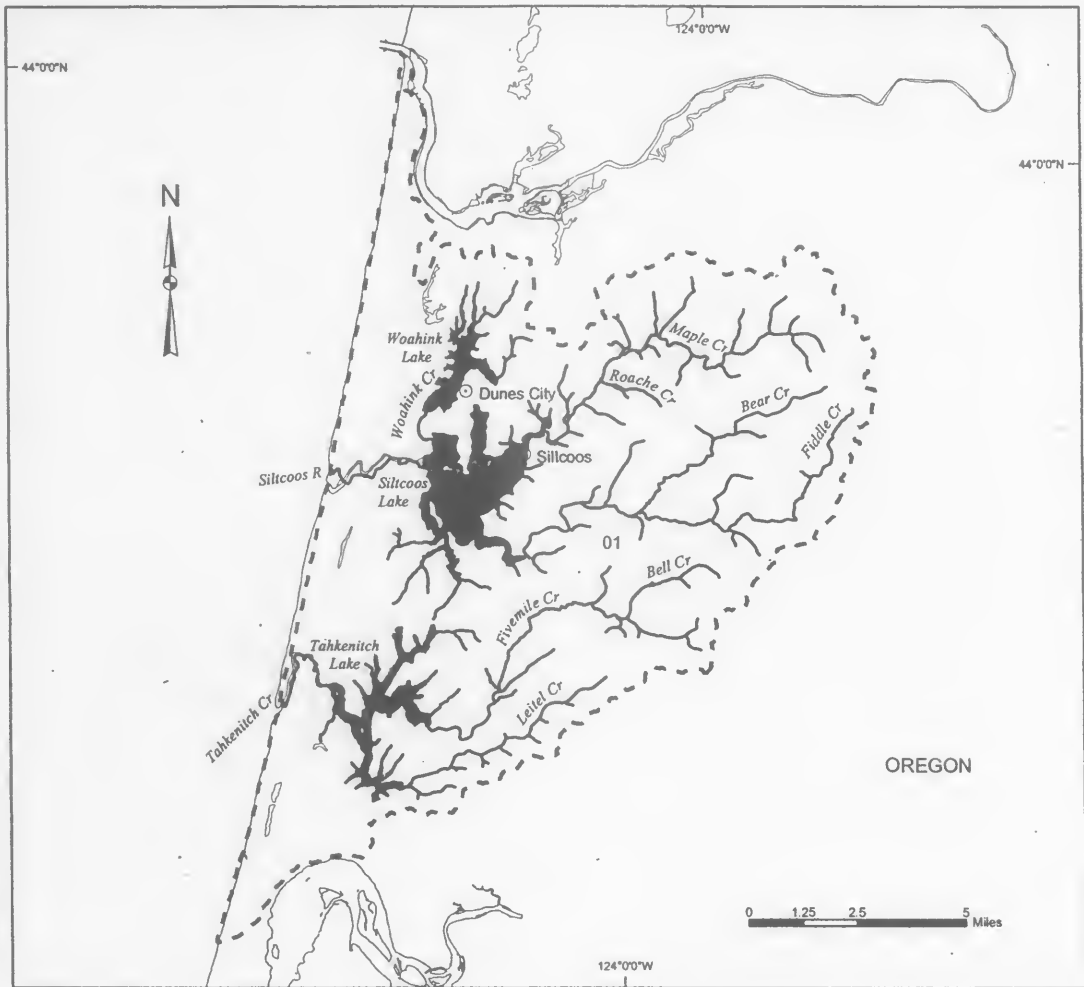 124°0'0"W
44°0'0"N
44°0'0"N
N
Woahink
Lake
Maple Cr
Roache Cr
Woahink Cr
Dunes City
Bear Cr
Fiddle Cr
Siltcoos
Siltcoos R
Siltcoos
Lake
01
Bell Cr
Fivemile Cr
Tahkenitch
Lake
Leitel Cr
Tahkenitch Cr
OREGON
0 1.25 2.5 5
Miles
124°0'0"W